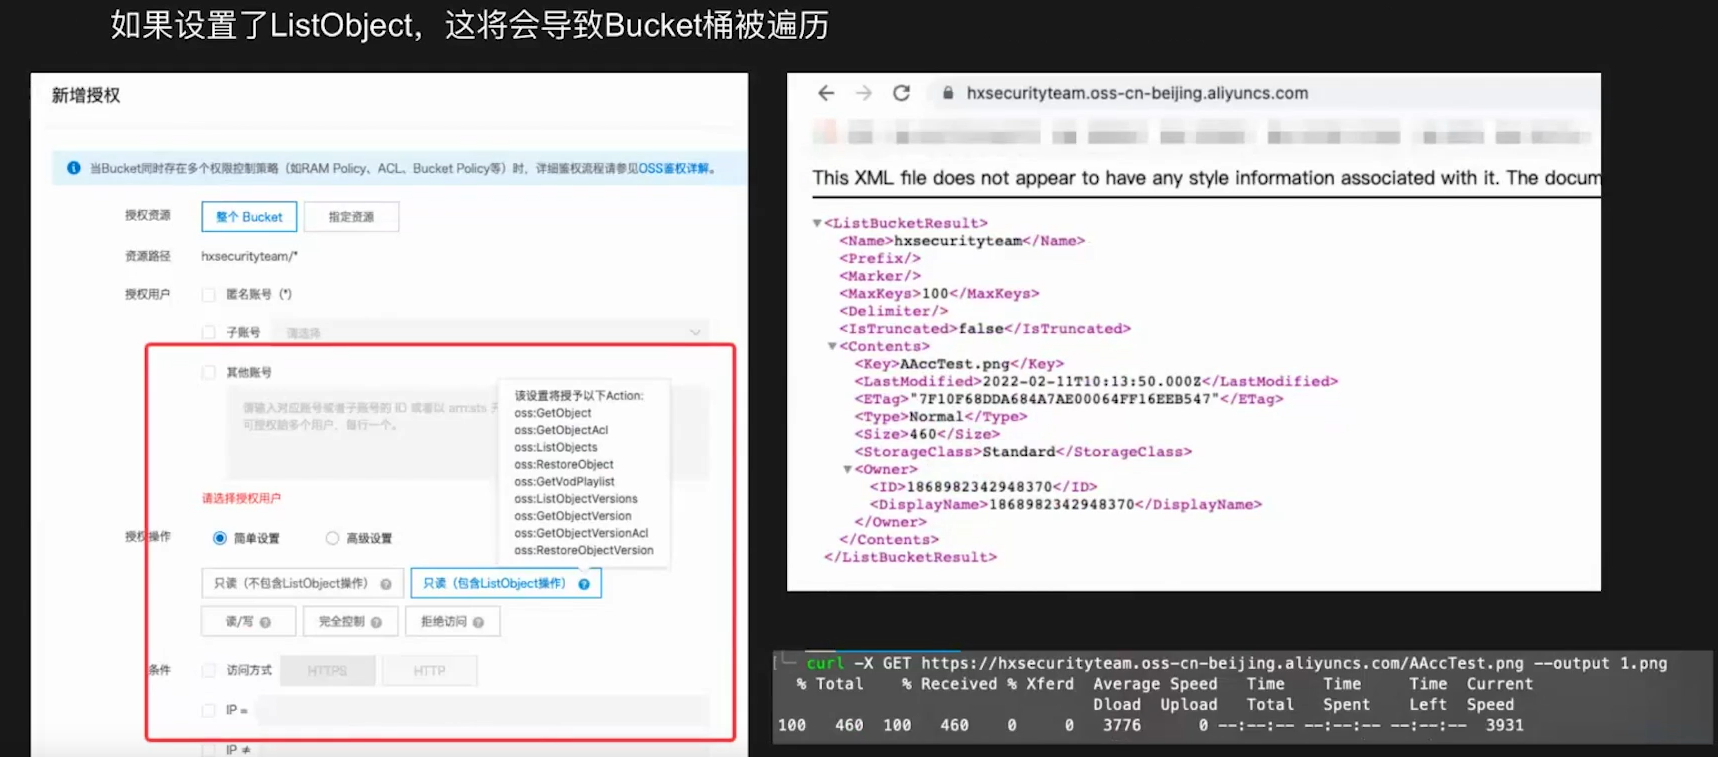 如果设置了ListObject，这将会导致Bucket桶被遍历
新增授权
当Bucket同时存在多个权限控制策略（如RAM Policy、ACL、Bucket Policy等）时，详细鉴权流程请参见OSS鉴权详解。
授权资源 整个 Bucket 指定资源
资源路径 hxsecurityteam/*
授权用户 匿名账号（*）
子账号 请选择
其他账号
请输入对应账号或者子账号的 ID 或者以 arn:sts 开
可授权给多个用户，每行一个。
该设置将授予以下Action:
oss:GetObject
oss:GetObjectAcl
oss:ListObjects
oss:RestoreObject
oss:GetVodPlaylist
oss:ListObjectVersions
oss:GetObjectVersion
oss:GetObjectVersionAcl
oss:RestoreObjectVersion
请选择授权用户
授权操作 简单设置 高级设置
只读（不包含ListObject操作） 只读（包含ListObject操作）
读/写 完全控制 拒绝访问
条件 访问方式 HTTPS HTTP
IP =
IP ≠
hxsecurityteam.oss-cn-beijing.aliyuncs.com
This XML file does not appear to have any style information associated with it. The docum
<ListBucketResult>
<Name>hxsecurityteam</Name>
<Prefix/>
<Marker/>
<MaxKeys>100</MaxKeys>
<Delimiter/>
<IsTruncated>false</IsTruncated>
<Contents>
<Key>AAccTest.png</Key>
<LastModified>2022-02-11T10:13:50.000Z</LastModified>
<ETag>"7F10F68DDA684A7AE00064FF16EEB547"</ETag>
<Type>Normal</Type>
<Size>460</Size>
<StorageClass>Standard</StorageClass>
<Owner>
<ID>1868982342948370</ID>
<DisplayName>1868982342948370</DisplayName>
</Owner>
</Contents>
</ListBucketResult>
curl -X GET https://hxsecurityteam.oss-cn-beijing.aliyuncs.com/AAccTest.png --output 1.png
% Total % Received % Xferd Average Speed Time Time Time Current
Dload Upload Total Spent Left Speed
100 460 100 460 0 0 3776 0 --:--:-- --:--:-- --:--:-- 3931